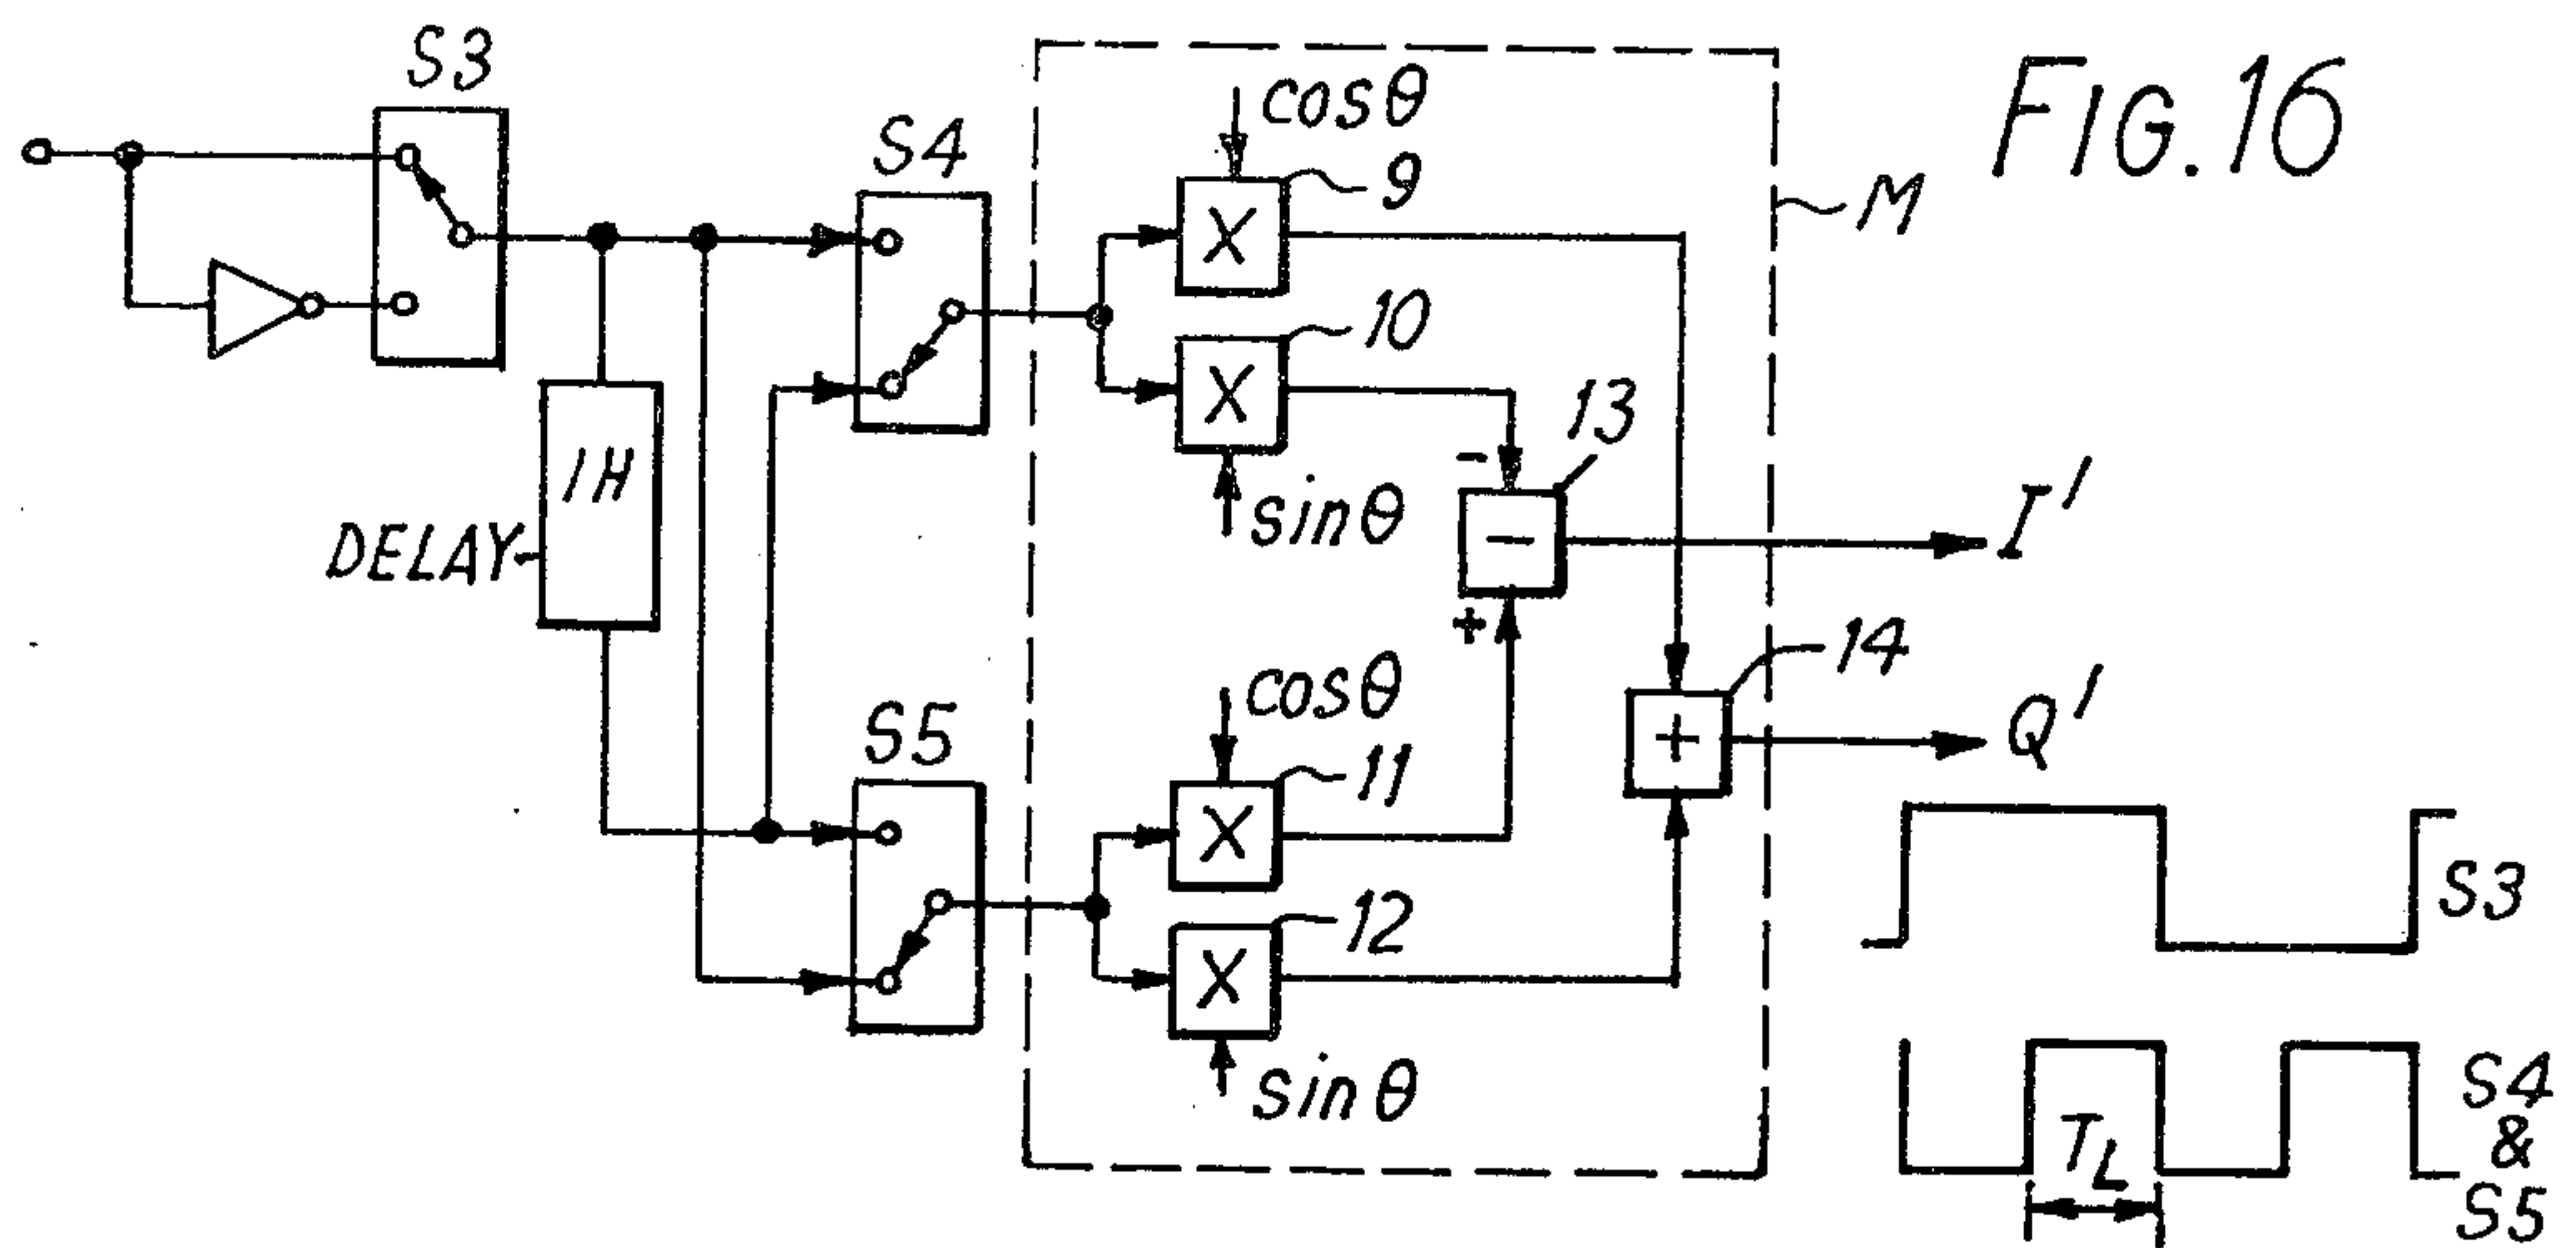 FIG. 16
S3
S4
cosθ
9
M
X
10
X
sinθ
1H
DELAY
13
-
-
+
I'
cosθ
14
S5
11
X
+
Q'
12
X
sinθ
S3
S4
&
S5
TL